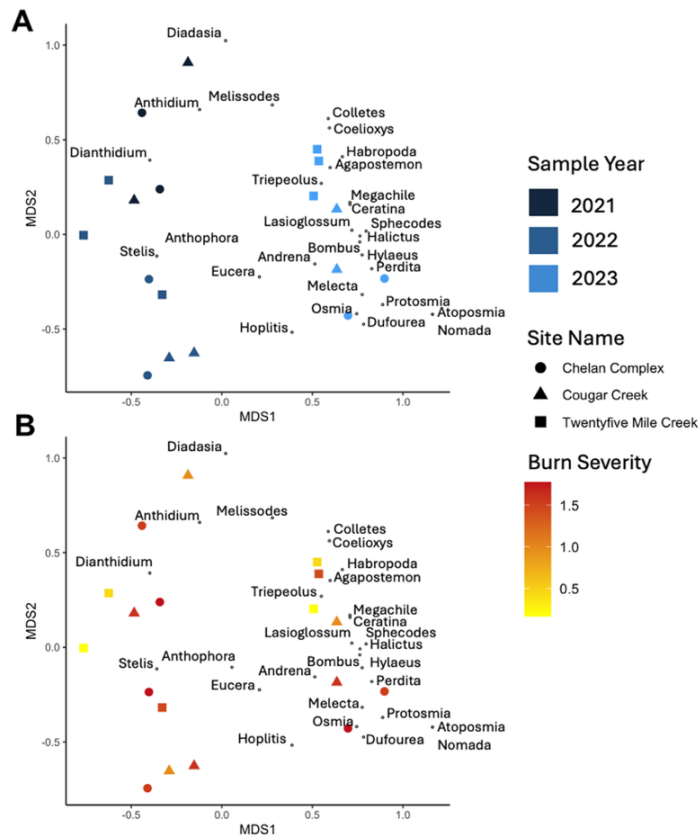 A
1.0
0.5
0.0
-0.5
MDS2
-0.5
0.0
0.5
1.0
MDS1
Diadasia
Anthidium
Melissodes
Colletes
Coelioxys
Dianthidium
Habropoda
Agapostemon
Triepeolus
Megachile
Ceratina
Lasioglossum
Sphecodes
Halictus
Anthophora
Stelis
Bombus
Hylaeus
Andrena
Perdita
Eucera
Melecta
Protosmia
Osmia
Atoposmia
Dufourea
Nomada
Hoplitis
Sample Year
2021
2022
2023
Site Name
Chelan Complex
Cougar Creek
Twentyfive Mile Creek
Burn Severity
1.5
1.0
0.5
B
1.0
0.5
0.0
-0.5
MDS2
-0.5
0.0
0.5
1.0
MDS1
Diadasia
Anthidium
Melissodes
Colletes
Coelioxys
Dianthidium
Habropoda
Agapostemon
Triepeolus
Megachile
Ceratina
Lasioglossum
Sphecodes
Halictus
Stelis
Anthophora
Bombus
Hylaeus
Andrena
Perdita
Eucera
Melecta
Protosmia
Osmia
Atoposmia
Hoplitis
Dufourea
Nomada